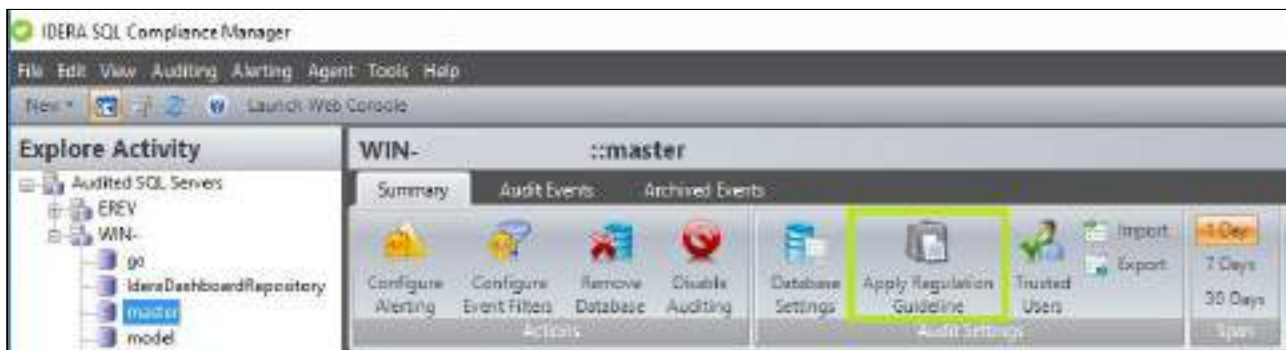 IDERA SQL Compliance Manager
File Edit View Auditing Alerting Agent Tools Help
New Launch Web Console
Explore Activity
Audited SQL Servers
EREV
WIN-
go
IderaDashboardRepository
master
model
WIN- ::master
Summary Audit Events Archived Events
Configure Alerting
Configure Event Filters
Remove Database
Disable Auditing
Actions
Database Settings
Apply Regulation Guideline
Trusted Users
Import
Export
Audit Settings
1 Day
7 Days
30 Days
Span